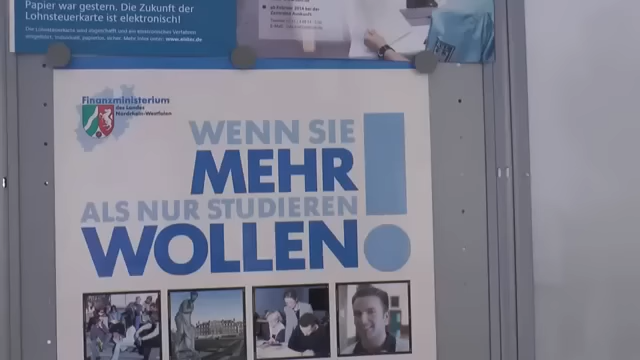 Papier war gestern. Die Zukunft der
Lohnsteuerkarte ist elektronisch!
Finanzministerium
des Landes
Nordrhein-Westfalen
WENN SIE
MEHR
ALS NUR STUDIEREN
WOLLEN!